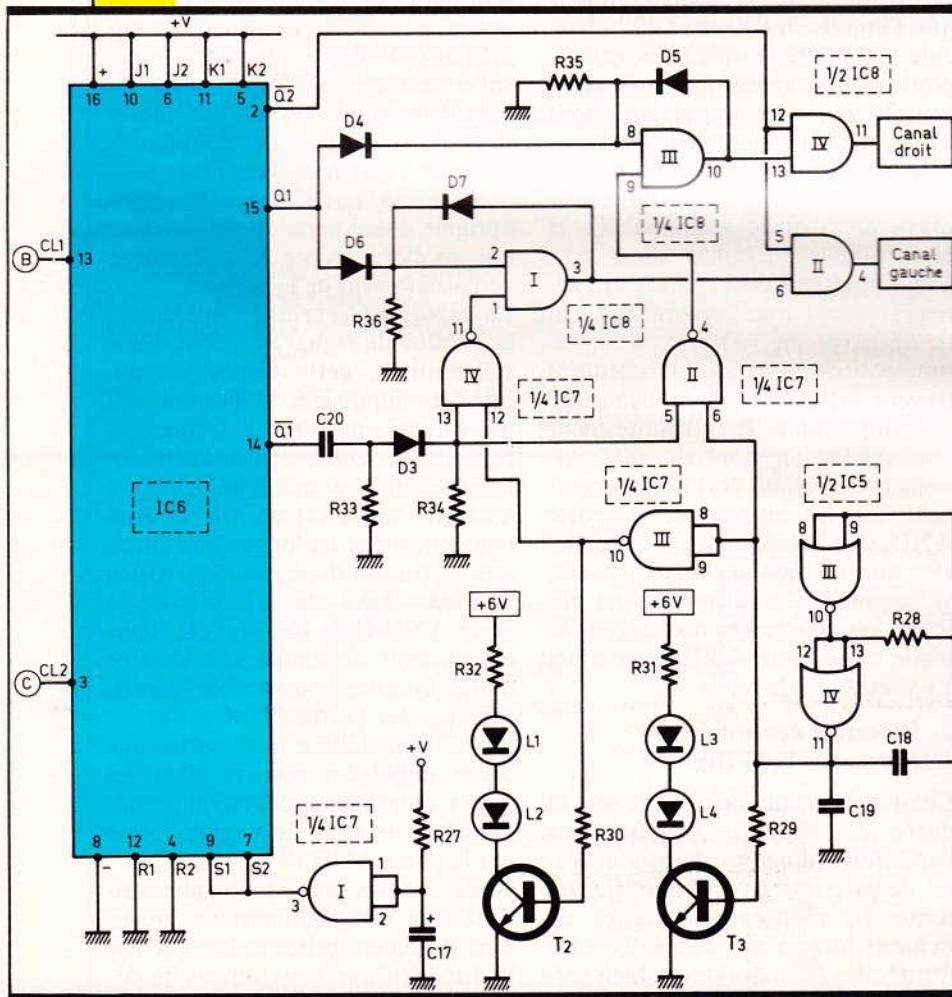 +V
+ J1 J2 K1 K2
16 10 6 11 5
Q2
2
Q1
15
Q1
14
B CL1 13
C CL2 3
IC6
8 12 4 9 7
- R1 R2 S1 S2
D4
D7
D6
R36
C20
D3
R33
R34
R35
D5
8
9
III
10
1/4 IC8
1/2 IC8
12
13
IV
11
Canal
droit
5
6
II
4
Canal
gauche
2
1
I
3
1/4 IC8
11
IV
13 12
1/4 IC7
4
II
5 6
1/4 IC7
1/4 IC7
10
III
8
9
1/2 IC5
8 9
III
10
R28
12 13
IV
11
C18
C19
+6V
R32
L1
L2
R30
T2
+6V
R31
L3
L4
R29
T3
+V
R27
1/4 IC7
3
I
1
2
+
C17